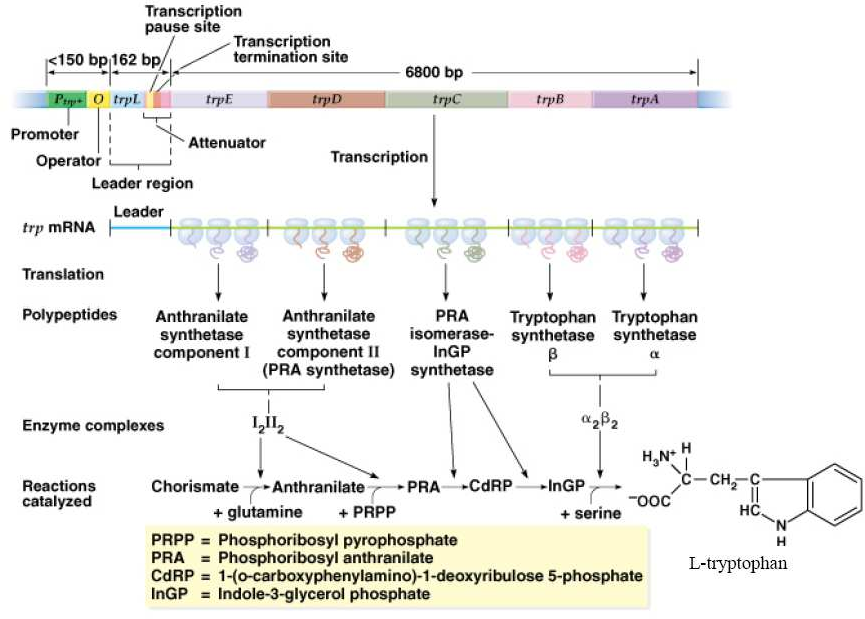 Transcription
pause site
Transcription
termination site
<150 bp 162 bp
6800 bp
Ptrp+ O trpL trpE trpD trpC trpB trpA
Promoter
Operator
Attenuator
Leader region
Transcription
Leader
trp mRNA
Translation
Polypeptides
Anthranilate
synthetase
component I
Anthranilate
synthetase
component II
(PRA synthetase)
PRA
isomerase-
InGP
synthetase
Tryptophan
synthetase
β
Tryptophan
synthetase
α
Enzyme complexes
I₂II₂
α₂β₂
Reactions
catalyzed
Chorismate Anthranilate PRA CdRP InGP
+ glutamine
+ PRPP
+ serine
H₃N⁺ H
C CH₂ C
⁻OOC
HC
N
H
L-tryptophan
PRPP = Phosphoribosyl pyrophosphate
PRA = Phosphoribosyl anthranilate
CdRP = 1-(o-carboxyphenylamino)-1-deoxyribulose 5-phosphate
InGP = Indole-3-glycerol phosphate